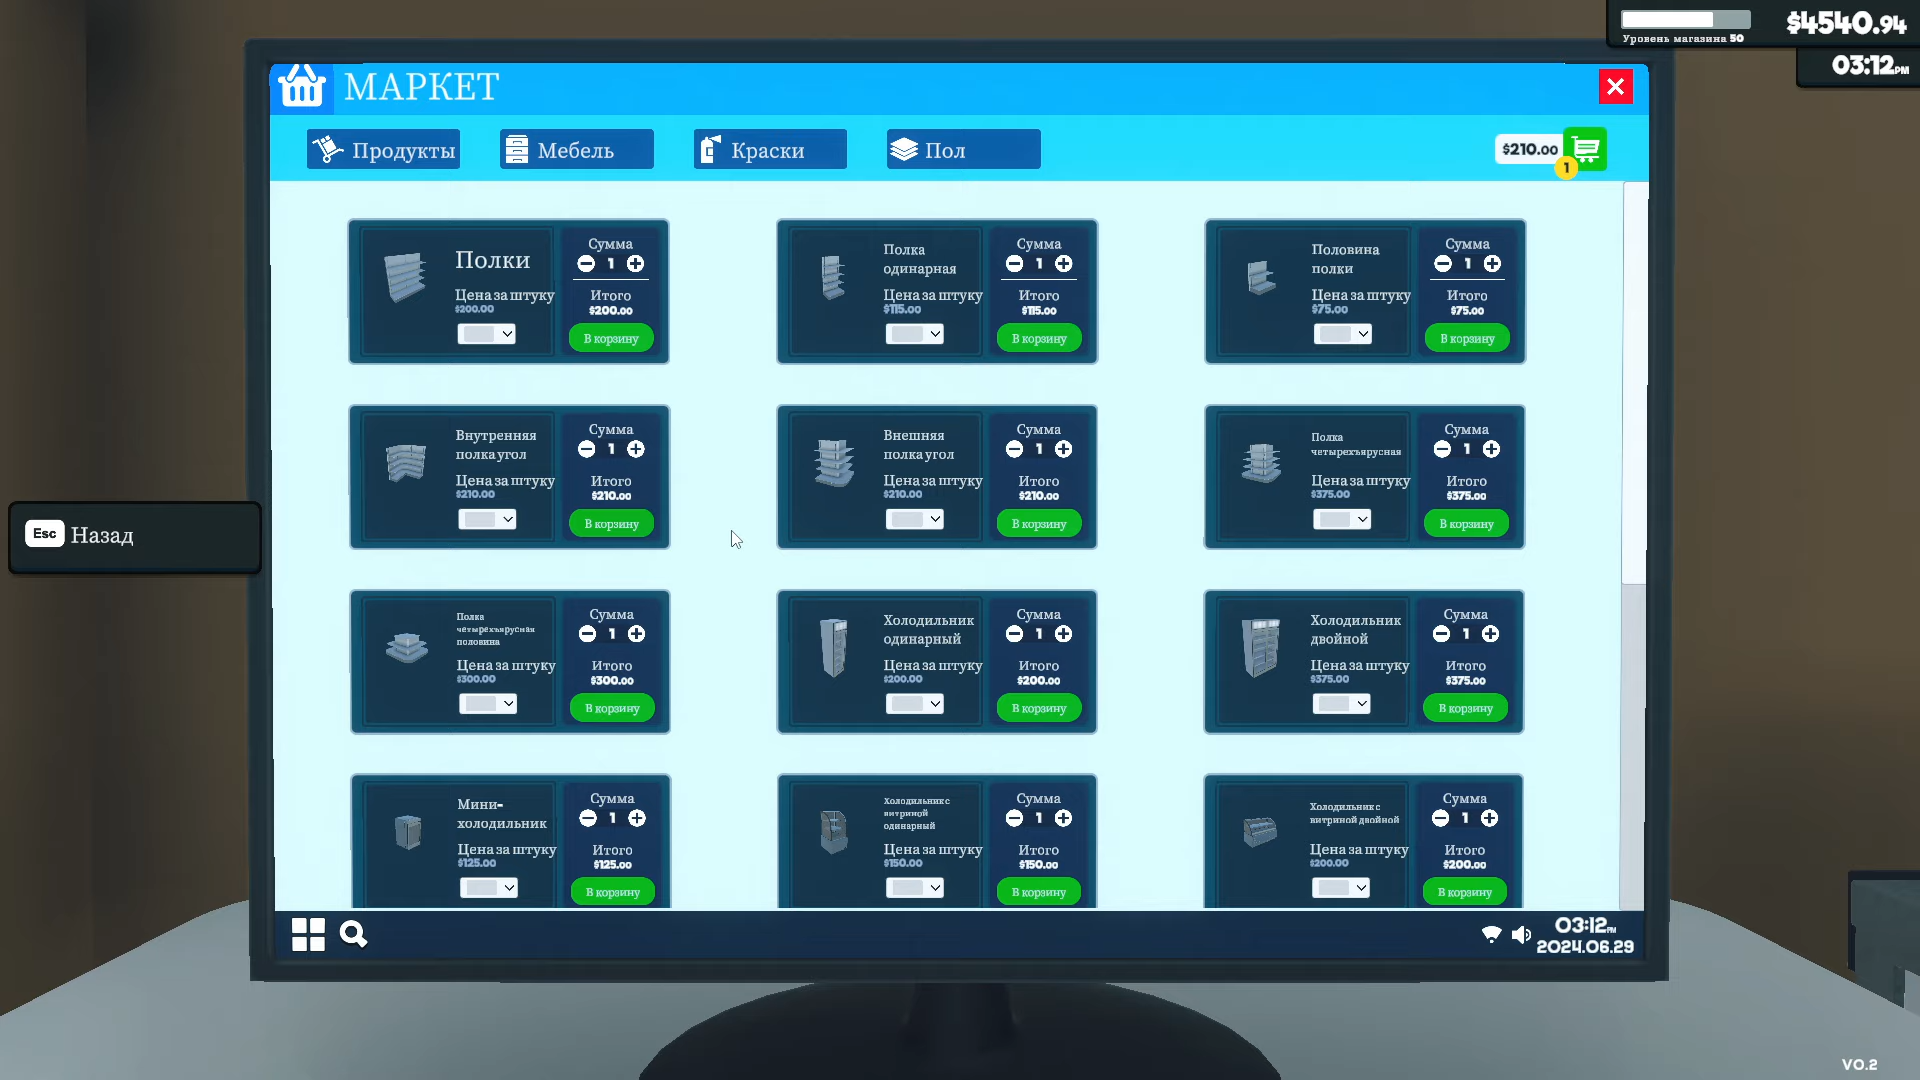 $4540.94
Уровень магазина 50
03:12PM
МАРКЕТ
Продукты
Мебель
Краски
Пол
$210.00
1
Полки
Цена за штуку
$200.00
Сумма
1
Итого
$200.00
В корзину
Полка
одинарная
Цена за штуку
$115.00
Сумма
1
Итого
$115.00
В корзину
Половина
полки
Цена за штуку
$75.00
Сумма
1
Итого
$75.00
В корзину
Внутренняя
полка угол
Цена за штуку
$210.00
Сумма
1
Итого
$210.00
В корзину
Внешняя
полка угол
Цена за штуку
$210.00
Сумма
1
Итого
$210.00
В корзину
Полка
четырехъярусная
Цена за штуку
$375.00
Сумма
1
Итого
$375.00
В корзину
Esc Назад
Полка
четырехъярусная
половина
Цена за штуку
$300.00
Сумма
1
Итого
$300.00
В корзину
Холодильник
одинарный
Цена за штуку
$200.00
Сумма
1
Итого
$200.00
В корзину
Холодильник
двойной
Цена за штуку
$375.00
Сумма
1
Итого
$375.00
В корзину
Мини-
холодильник
Цена за штуку
$125.00
Сумма
1
Итого
$125.00
В корзину
Холодильник с
витриной
одинарный
Цена за штуку
$150.00
Сумма
1
Итого
$150.00
В корзину
Холодильник с
витриной двойной
Цена за штуку
$200.00
Сумма
1
Итого
$200.00
В корзину
03:12PM
2024.06.29
V0.2